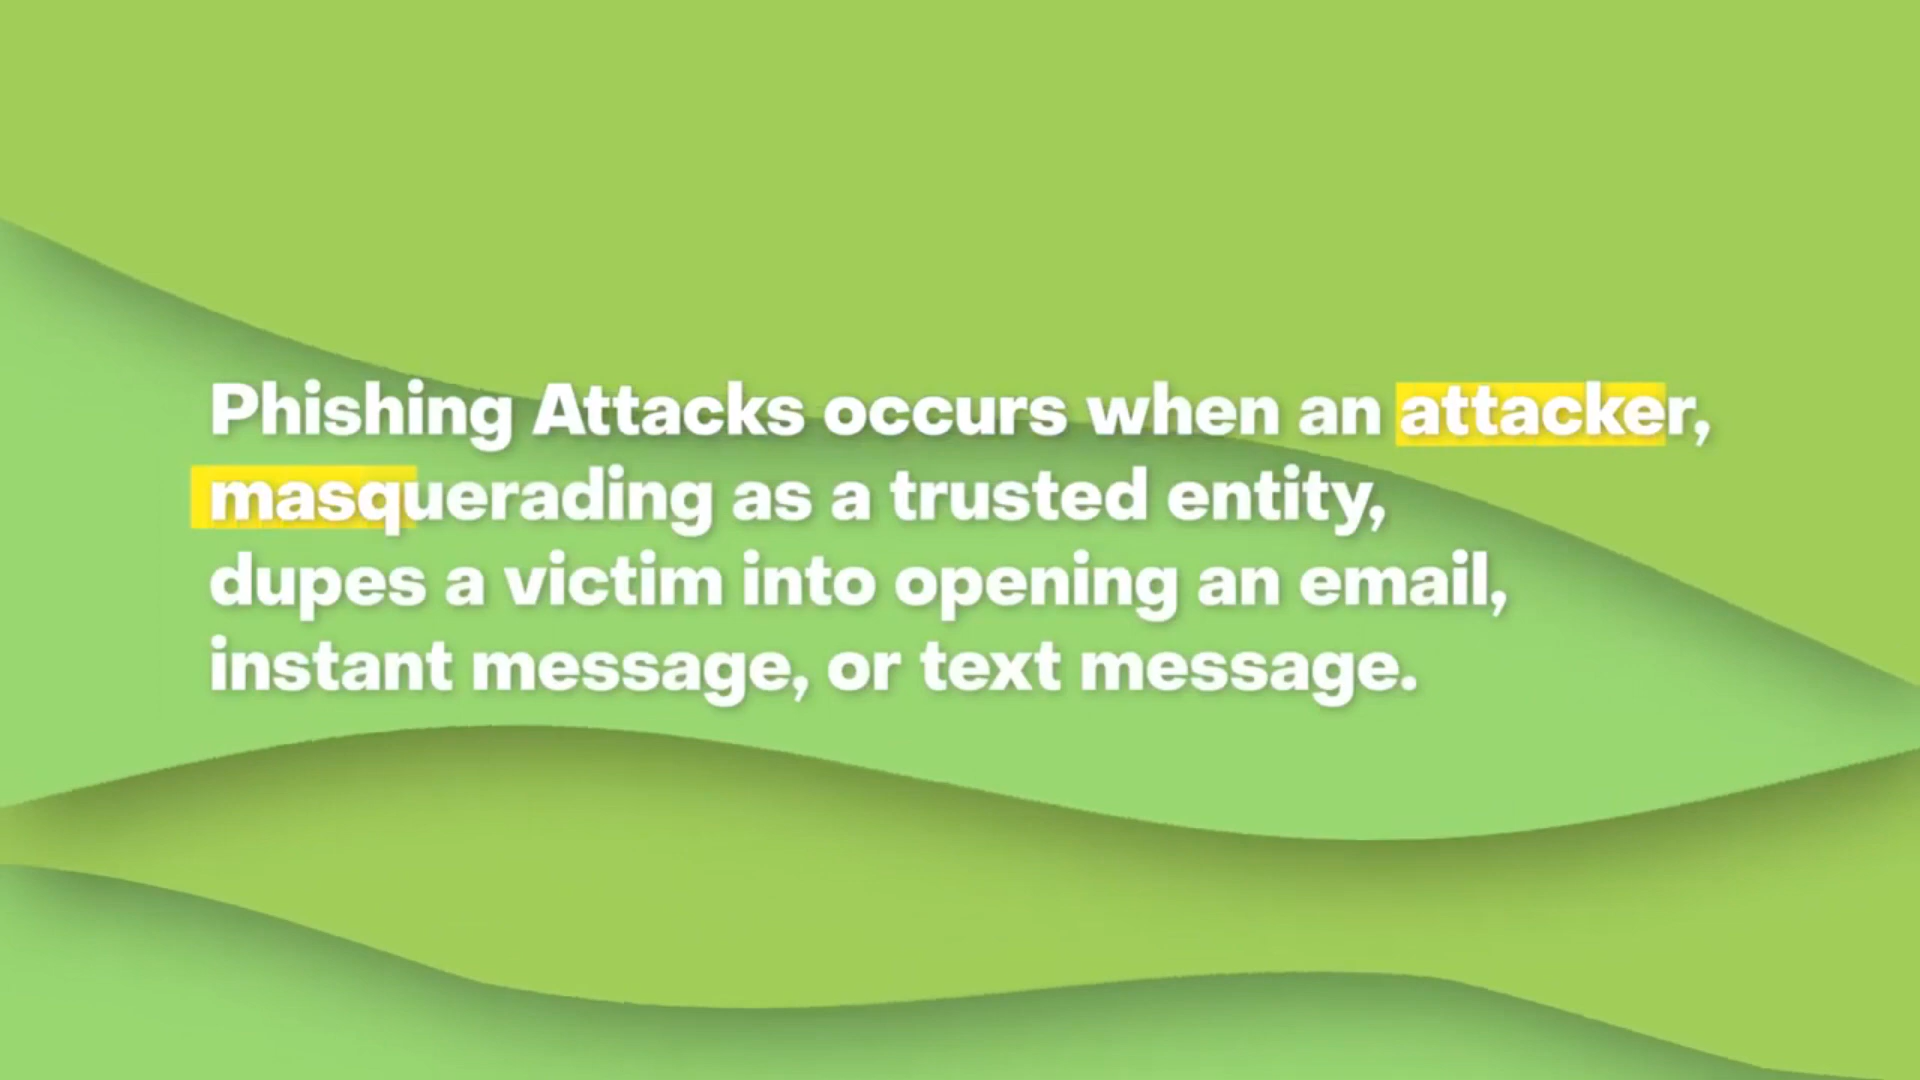 Phishing Attacks occurs when an attacker,
masquerading as a trusted entity,
dupes a victim into opening an email,
instant message, or text message.